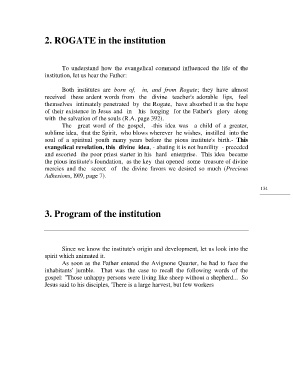 2. ROGATE in the institution
To understand how the evangelical command influenced the life of the
institution, let us hear the Father:
Both institutes are born of, in, and from Rogate; they have almost
received these ardent words from the divine teacher's adorable lips, feel
themselves intimately penetrated by the Rogate, have absorbed it as the hope
of their existence in Jesus and in his longing for the Father's glory along
with the salvation of the souls (R.A. page 392).
The great word of the gospel, -this idea was a child of a greater,
sublime idea, that the Spirit, who blows wherever he wishes, instilled into the
soul of a spiritual youth many years before the pious institute's birth.- This
evangelical revelation, this divine idea, - shutting it is not humility - preceded
and escorted the poor priest starter in his hard enterprise. This idea became
the pious institute's foundation, as the key that opened some treasure of divine
mercies and the secret of the divine favors we desired so much (Precious
Adhesions, 1919, page 7).
131
3. Program of the institution
Since we know the institute's origin and development, let us look into the
spirit which animated it.
As soon as the Father entered the Avignone Quarter, he had to face the
inhabitants' jumble. That was the case to recall the following words of the
gospel: "Those unhappy persons were living like sheep without a shepherd... So
Jesus said to his disciples, 'There is a large harvest, but few workers